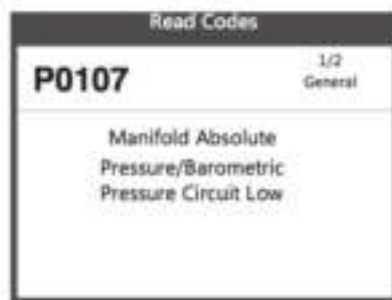 Read Codes
P0107
1/2
General
Manifold Absolute
Pressure/Barometric
Pressure Circuit Low